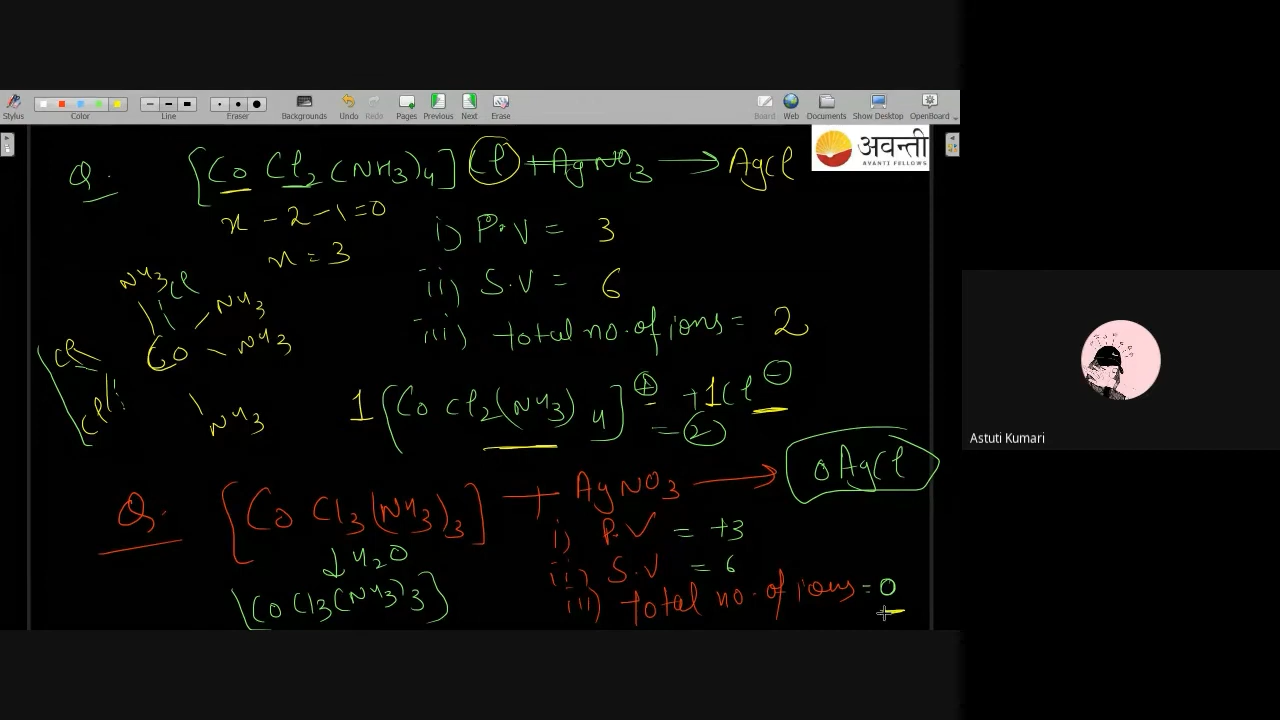 Stylus
Color
Line
Eraser
Backgrounds
Undo
Redo
Pages
Previous
Next
Erase
Board
Web
Documents
Show Desktop
OpenBoard
अवन्ती
AVANTI FELLOWS
Q. [Co Cl2 (NH3)4] Cl + AgNO3 → AgCl
x - 2 - 1 = 0
x = 3
i) P.V = 3
ii) S.V = 6
iii) total no. of ions = 2
NH3 Cl
NH3
Cl Co NH3
Cl
NH3
1 [Co Cl2 (NH3)4]⊕ + 1Cl⊖
= 2
Q. [Co Cl3 (NH3)3] + AgNO3 → 0 AgCl
↓ H2O
[Co Cl3 (NH3)3]
i) P.V = +3
ii) S.V = 6
iii) total no. of ions = 0
Astuti Kumari